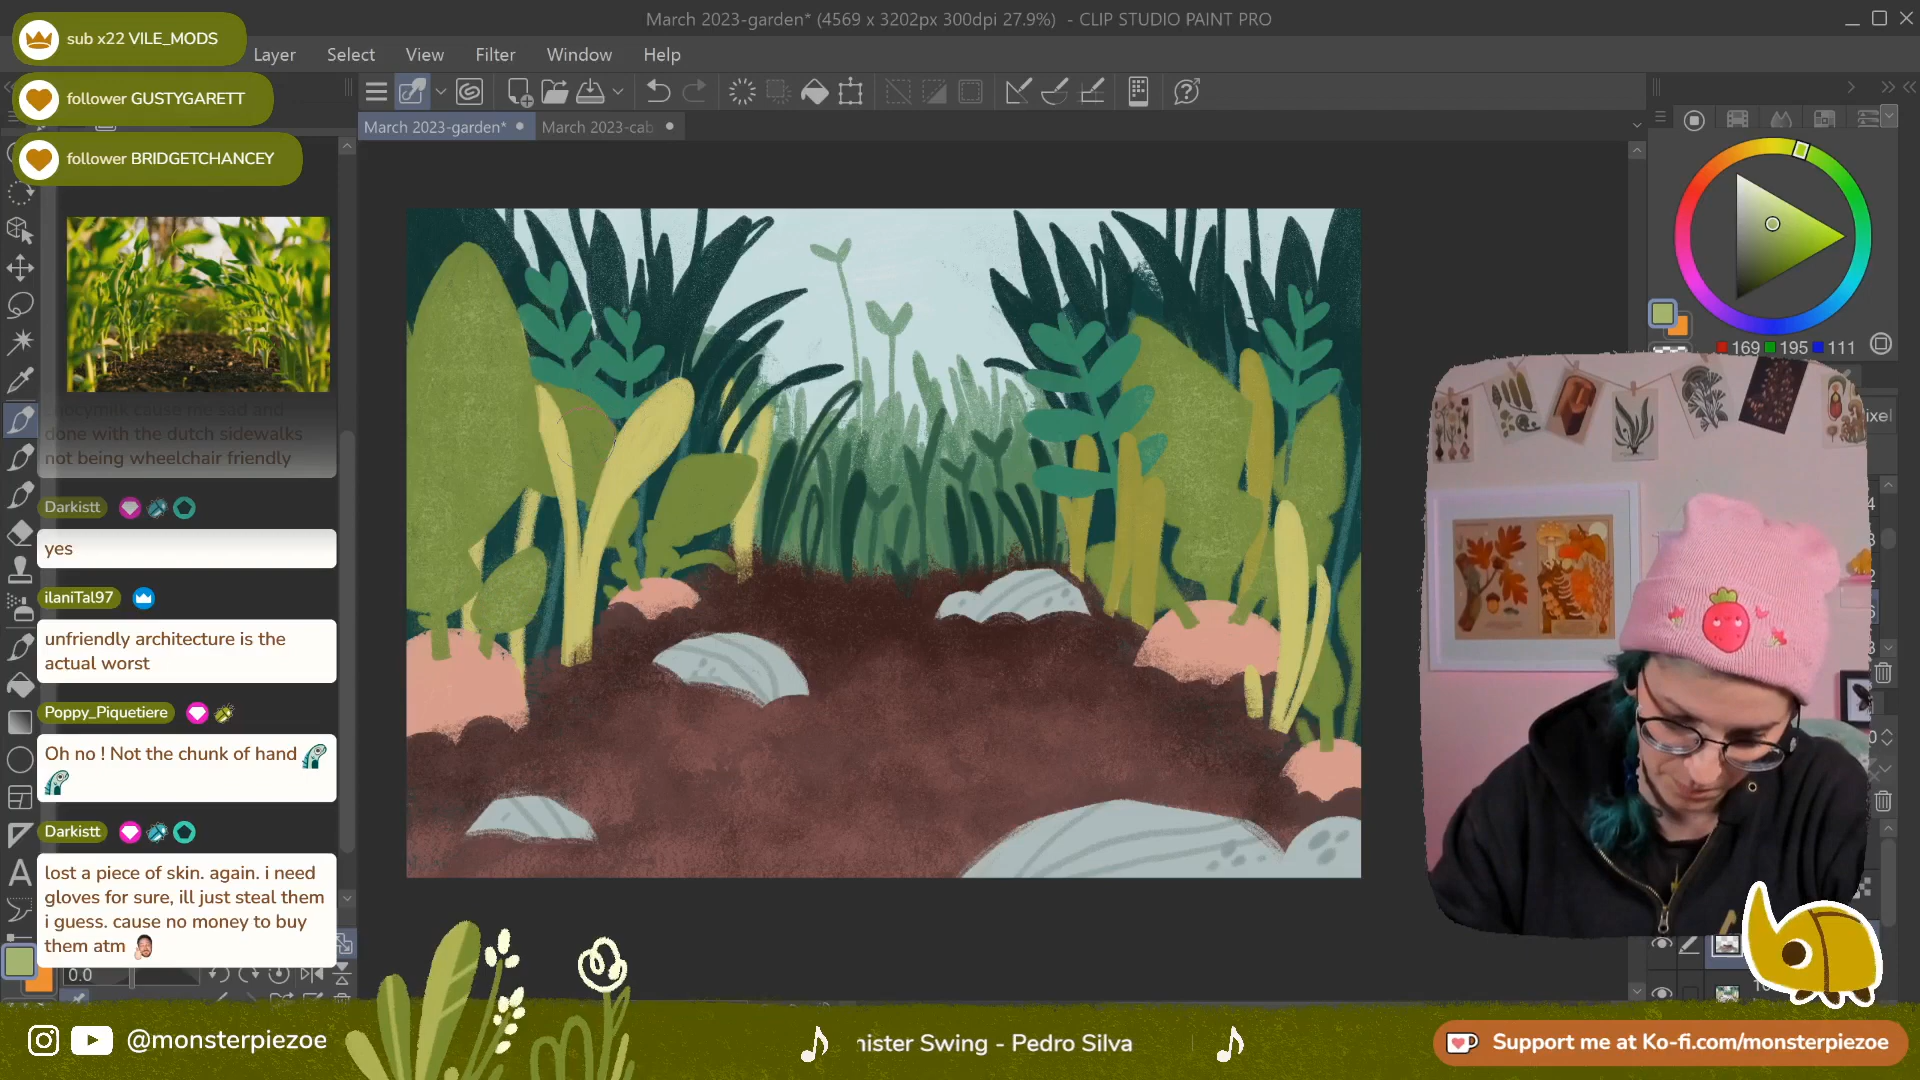 March 2023-garden* (4569 x 3202px 300dpi 27.9%) - CLIP STUDIO PAINT PRO
sub x22 VILE_MODS
Layer Select View Filter Window Help
follower GUSTYGARETT
March 2023-garden* March 2023-cab
follower BRIDGETCHANCEY
169 195 111
cause me sad and
done with the dutch sidewalks
not being wheelchair friendly
Darkistt
yes
ilaniTal97
unfriendly architecture is the
actual worst
Poppy_Piquetiere
Oh no ! Not the chunk of hand
Darkistt
lost a piece of skin. again. i need
gloves for sure, ill just steal them
i guess. cause no money to buy
them atm
0.0
@monsterpiezoe
nister Swing - Pedro Silva
Support me at Ko-fi.com/monsterpiezoe